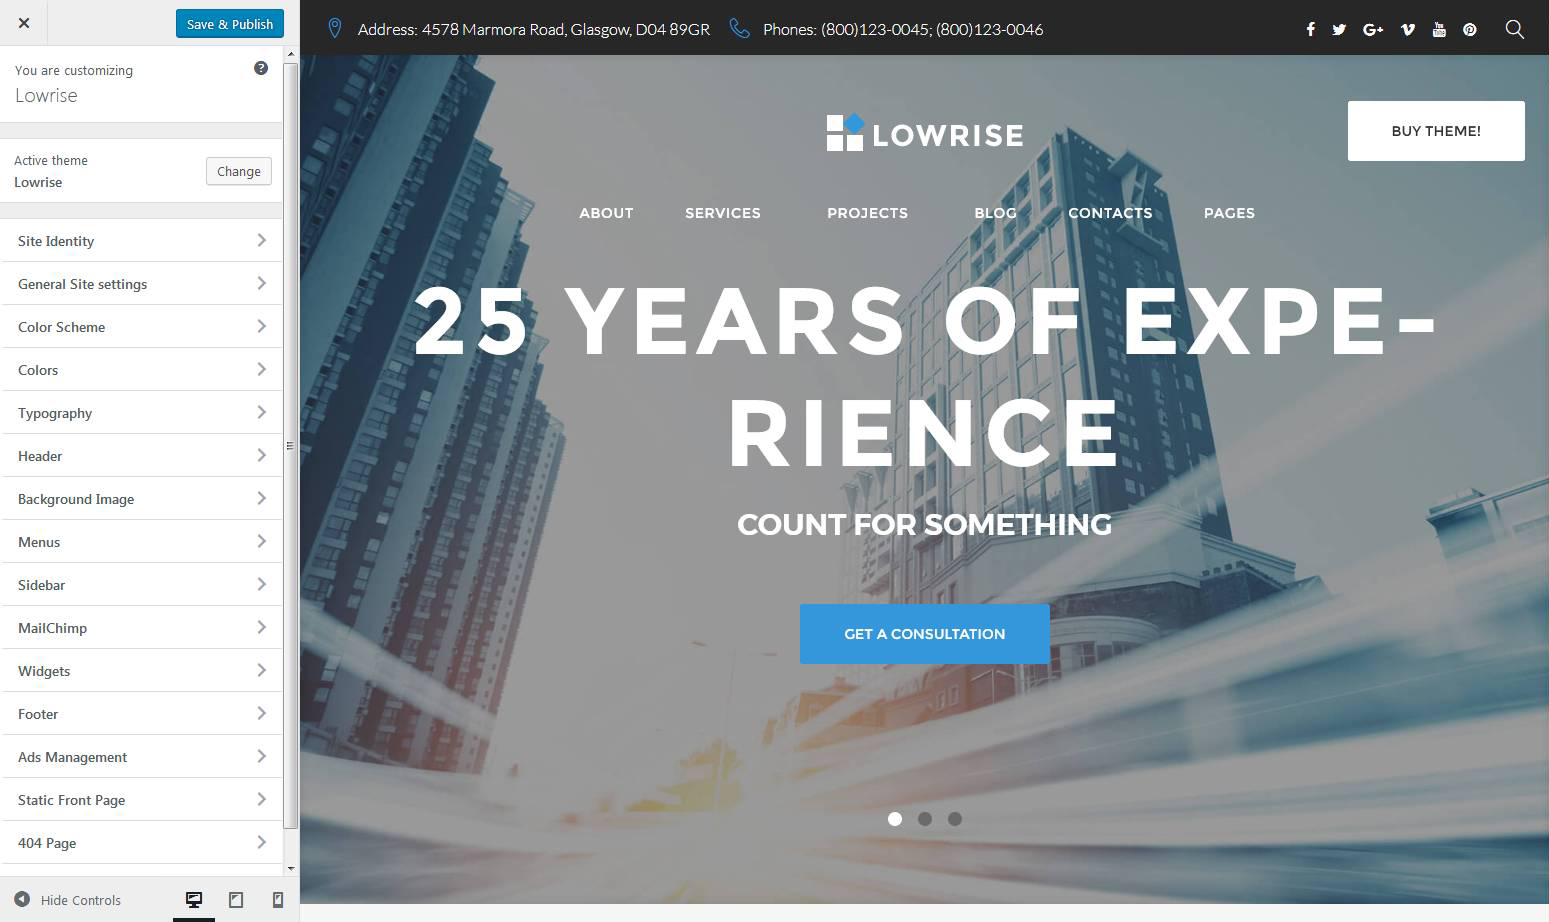 Save & Publish
You are customizing
Lowrise
Active theme
Lowrise
Change
Site Identity
General Site settings
Color Scheme
Colors
Typography
Header
Background Image
Menus
Sidebar
MailChimp
Widgets
Footer
Ads Management
Static Front Page
404 Page
Hide Controls
Address: 4578 Marmora Road, Glasgow, D04 89GR Phones: (800)123-0045; (800)123-0046
LOWRISE
BUY THEME!
ABOUT SERVICES PROJECTS BLOG CONTACTS PAGES
25 YEARS OF EXPE-
RIENCE
COUNT FOR SOMETHING
GET A CONSULTATION